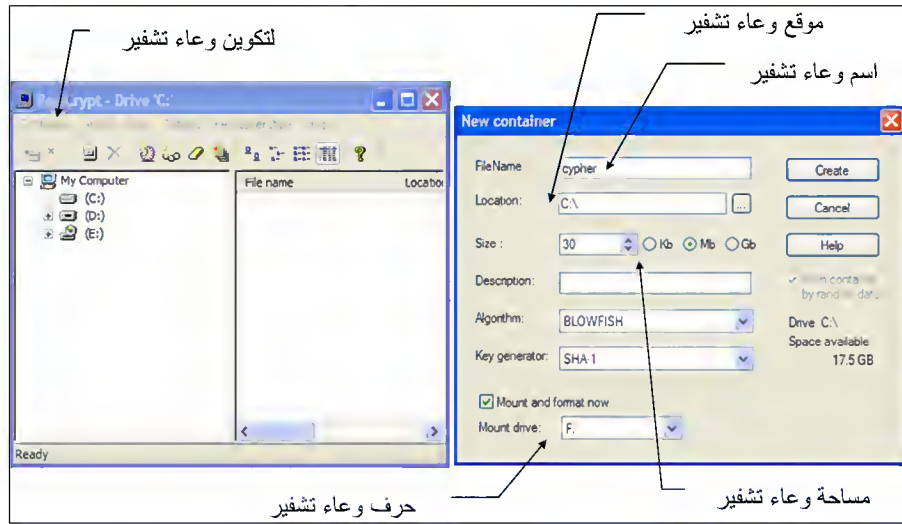 لتكوين وعاء تشفير
موقع وعاء تشفير
اسم وعاء تشفير
Crypt - Drive 'C:'
My Computer
(C:)
(D:)
(E:)
File name
Ready
New container
FileName
cypher
Create
Location:
C:\
...
Cancel
Size :
30
Kb
Mb
Gb
Help
Description:
by
Algorithm:
BLOWFISH
Drive C:\
Space available
17.5 GB
Key generator:
SHA-1
Mount and format now
Mount drive:
F:
حرف وعاء تشفير
مساحة وعاء تشفير